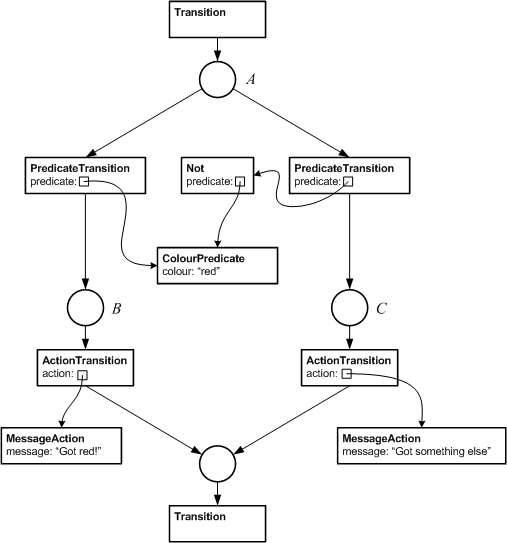 Transition
A
PredicateTransition
predicate:
Not
predicate:
PredicateTransition
predicate:
ColourPredicate
colour: “red”
B
C
ActionTransition
action:
ActionTransition
action:
MessageAction
message: “Got red!”
MessageAction
message: “Got something else”
Transition